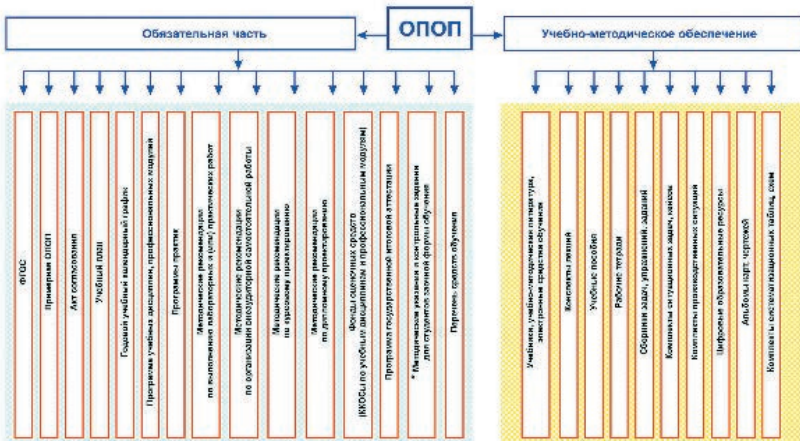 ОПОП
Обязательная часть
Учебно-методическое обеспечение
ФГОС
Примерная ОПОП
Акт согласования
Учебный план
Годовой учебный календарный график
Программа учебных дисциплин, профессиональных модулей
Программы практик
Методические рекомендации
по выполнению лабораторных и (или) практических работ
Методические рекомендации
по организации внеаудиторной самостоятельной работы
Методические рекомендации
по курсовому проектированию
Методические рекомендации
по дипломному проектированию
Фонды оценочных средств
(ККОСы по учебным дисциплинам и профессиональным модулям)
Программа государственной итоговой аттестации
* Методические указания и контрольные задания
для студентов заочной формы обучения
Перечень средств обучения
Учебники, учебно-методическая литература,
электронные средства обучения
Конспекты лекций
Учебные пособия
Рабочие тетради
Сборники задач, упражнений, заданий
Комплекты ситуационных задач, кейсов
Комплекты производственных ситуаций
Цифровые образовательные ресурсы
Альбомы карт, чертежей
Комплекты систематизационных таблиц, схем